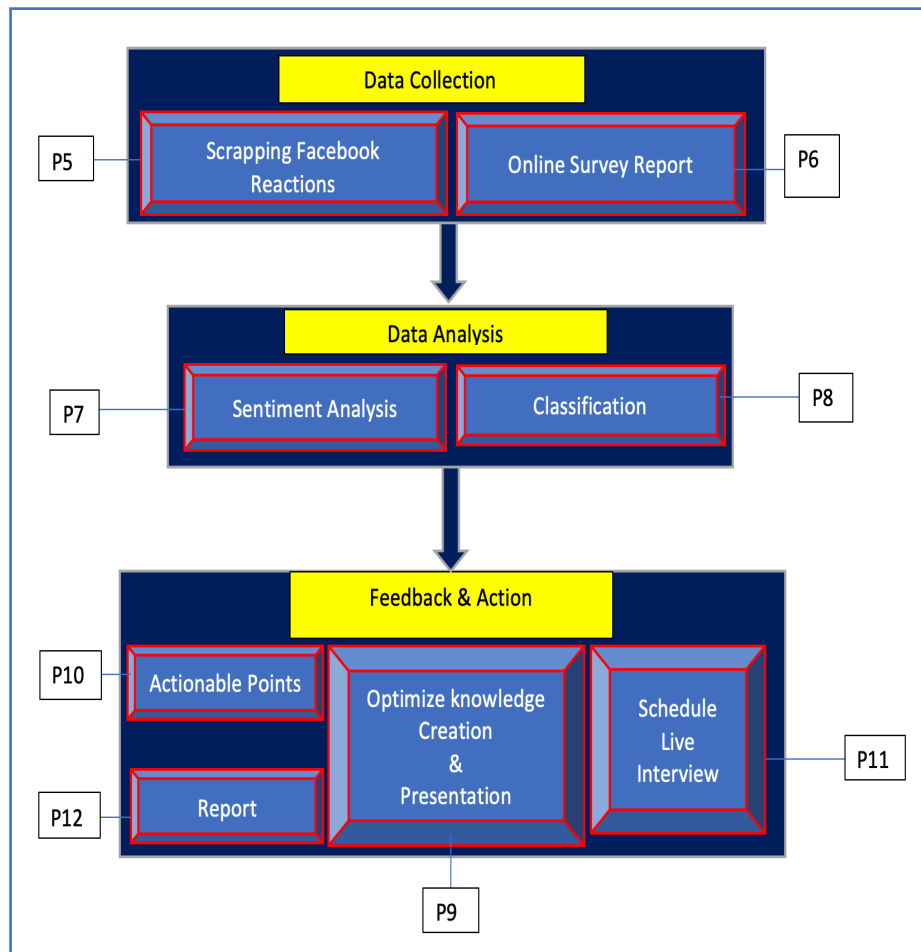 Data Collection
P5
Scrapping Facebook
Reactions
Online Survey Report
P6
Data Analysis
P7
Sentiment Analysis
Classification
P8
Feedback & Action
P10
Actionable Points
Optimize knowledge
Creation
&
Presentation
Schedule
Live
Interview
P11
P12
Report
P9